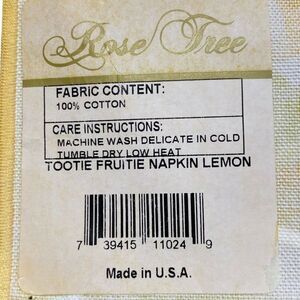 Rose Tree
FABRIC CONTENT:
100% COTTON
CARE INSTRUCTIONS:
MACHINE WASH DELICATE IN COLD
TUMBLE DRY LOW HEAT
TOOTIE FRUITIE NAPKIN LEMON
7 39415 11024 9
Made in U.S.A.